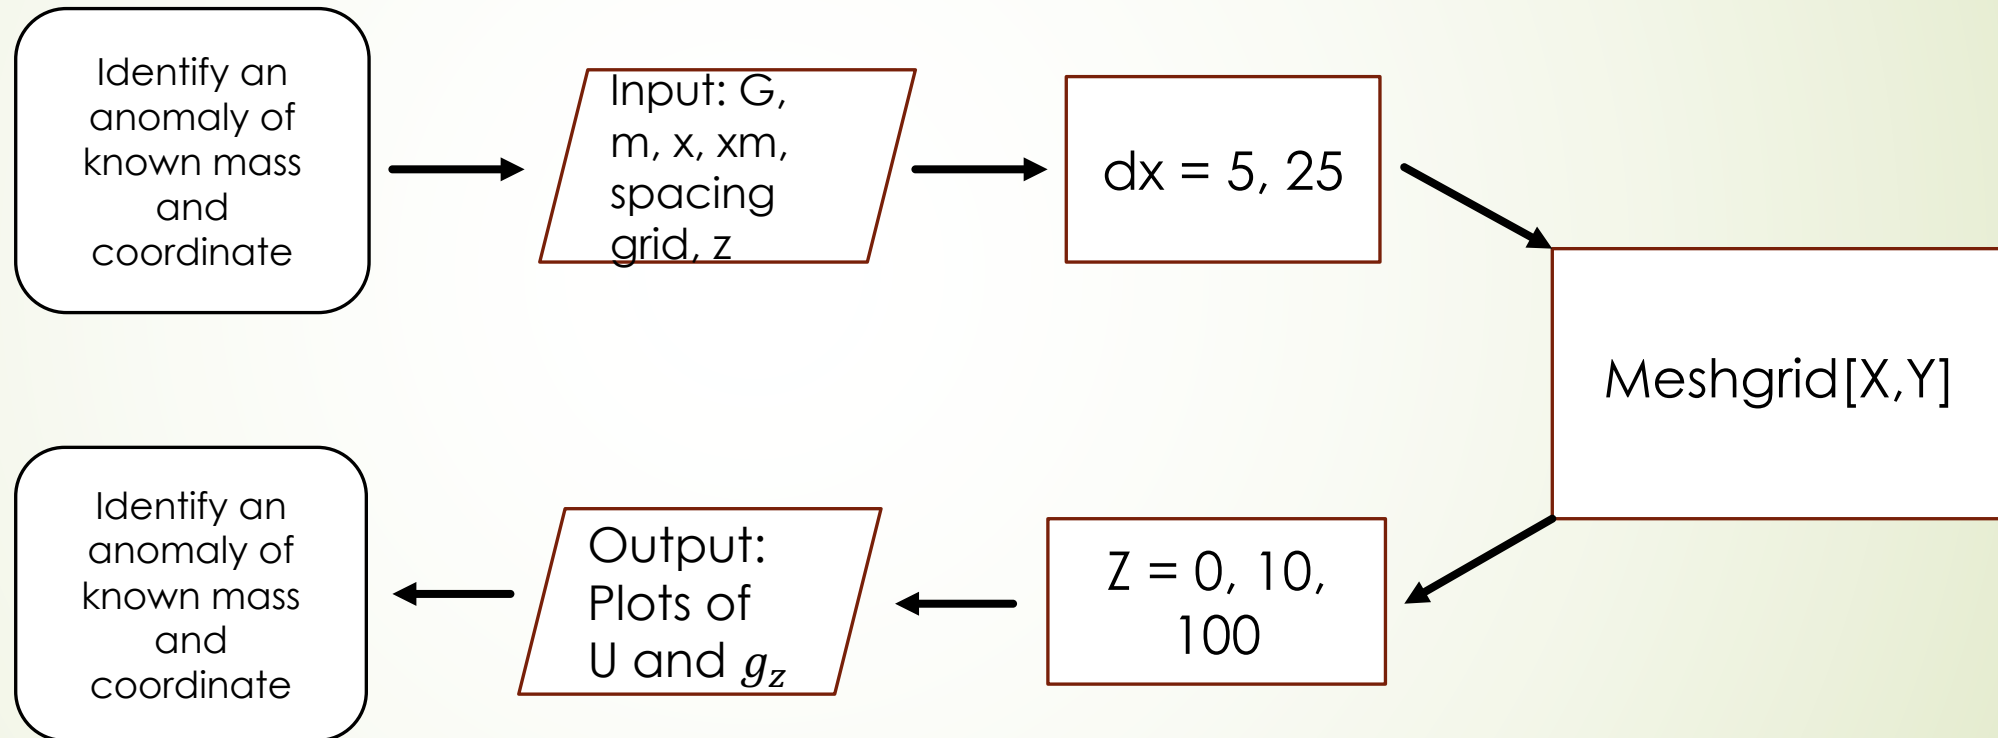 Identify an
anomaly of
known mass
and
coordinate
Input: G,
m, x, xm,
spacing
grid, z
dx = 5, 25
Meshgrid[X,Y]
Z = 0, 10,
100
Output:
Plots of
U and g_z
Identify an
anomaly of
known mass
and
coordinate